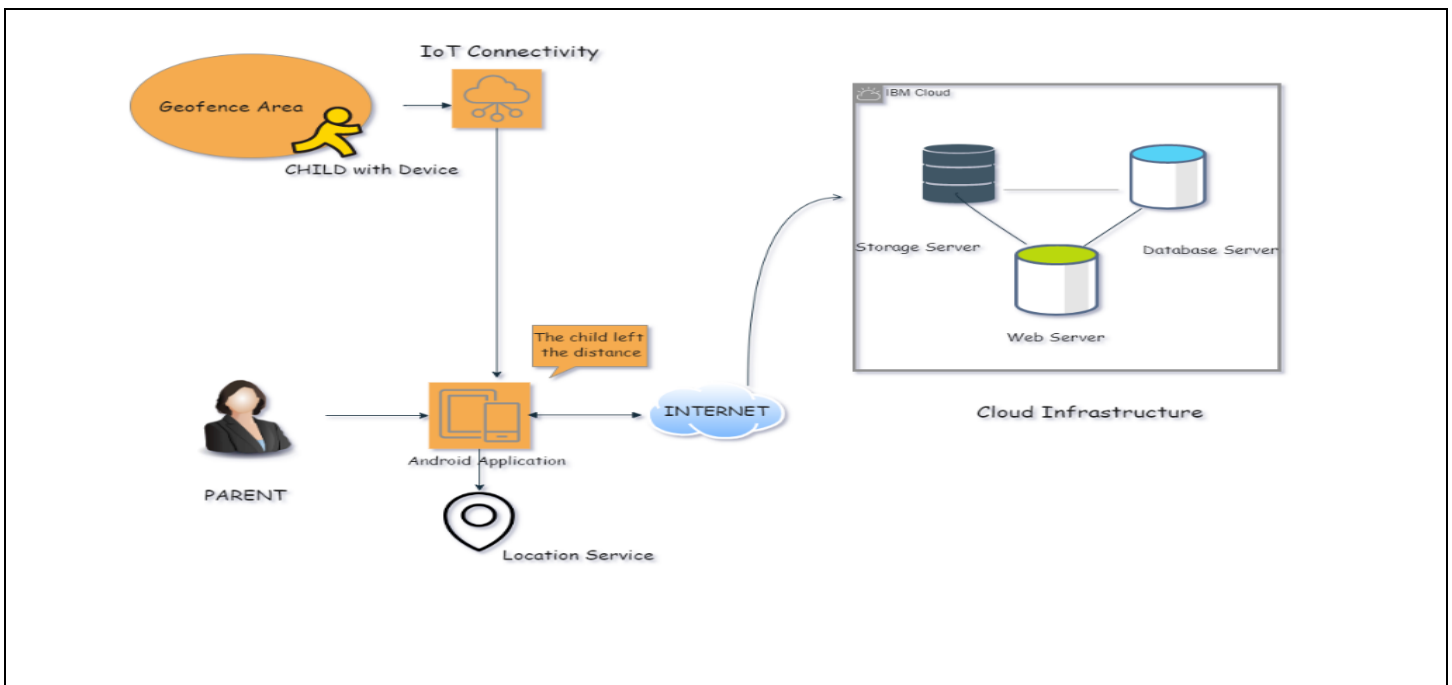 IoT Connectivity
Geofence Area
CHILD with Device
IBM Cloud
Storage Server
Database Server
Web Server
The child left
the distance
INTERNET
Cloud Infrastructure
Android Application
PARENT
Location Service